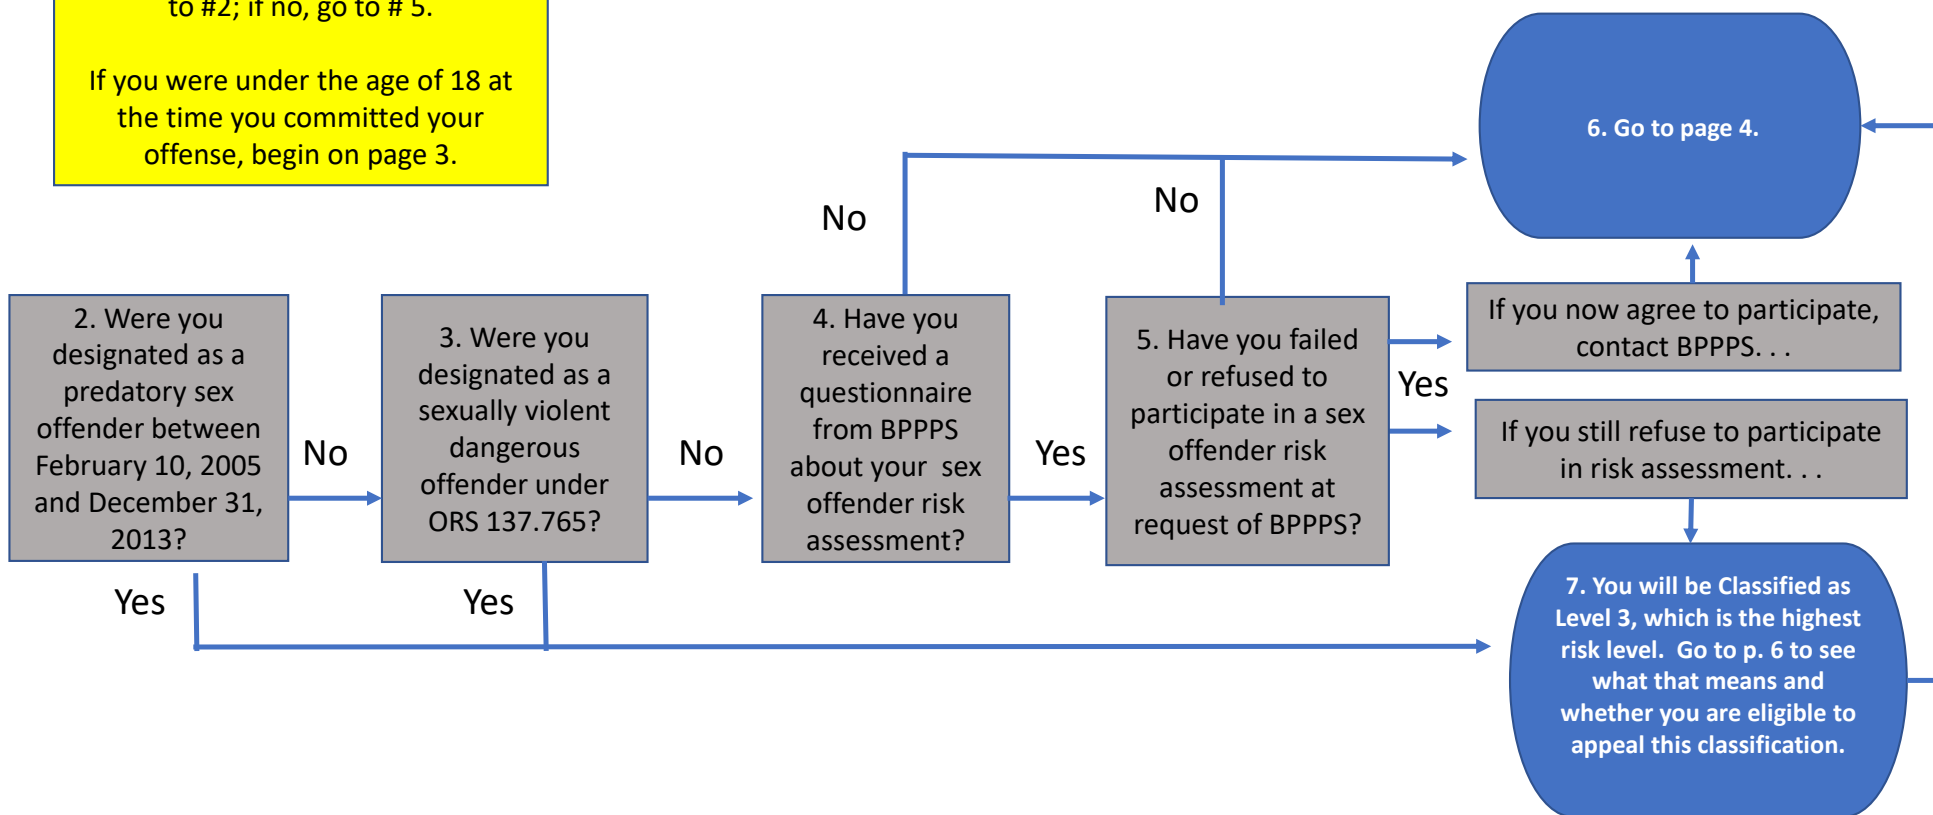 to #2; if no, go to # 5.
If you were under the age of 18 at
the time you committed your
offense, begin on page 3.
6. Go to page 4.
No
No
2. Were you
designated as a
predatory sex
offender between
February 10, 2005
and December 31,
2013?
No
3. Were you
designated as a
sexually violent
dangerous
offender under
ORS 137.765?
No
4. Have you
received a
questionnaire
from BPPPS
about your  sex
offender risk
assessment?
Yes
5. Have you failed
or refused to
participate in a sex
offender risk
assessment at
request of BPPPS?
Yes
If you now agree to participate,
contact BPPPS. . .
If you still refuse to participate
in risk assessment. . .
Yes
Yes
7. You will be Classified as
Level 3, which is the highest
risk level.  Go to p. 6 to see
what that means and
whether you are eligible to
appeal this classification.